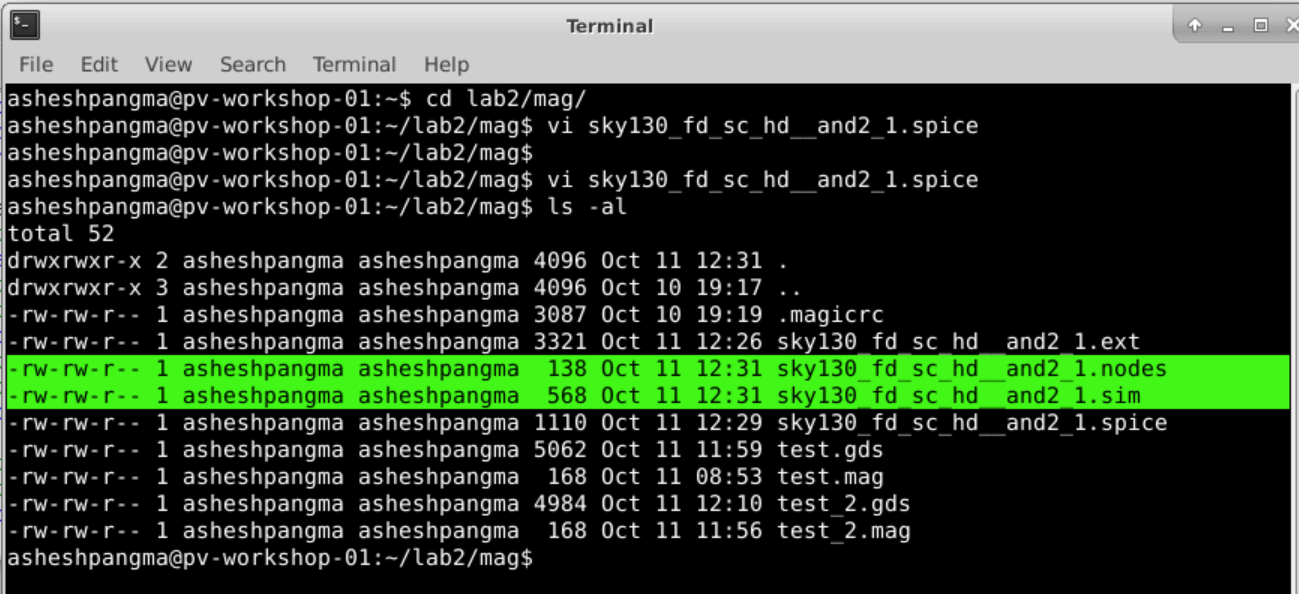 Terminal
File Edit View Search Terminal Help
asheshpangma@pv-workshop-01:~$ cd lab2/mag/
asheshpangma@pv-workshop-01:~/lab2/mag$ vi sky130_fd_sc_hd__and2_1.spice
asheshpangma@pv-workshop-01:~/lab2/mag$
asheshpangma@pv-workshop-01:~/lab2/mag$ vi sky130_fd_sc_hd__and2_1.spice
asheshpangma@pv-workshop-01:~/lab2/mag$ ls -al
total 52
drwxrwxr-x 2 asheshpangma asheshpangma 4096 Oct 11 12:31 .
drwxrwxr-x 3 asheshpangma asheshpangma 4096 Oct 10 19:17 ..
-rw-rw-r-- 1 asheshpangma asheshpangma 3087 Oct 10 19:19 .magicrc
-rw-rw-r-- 1 asheshpangma asheshpangma 3321 Oct 11 12:26 sky130_fd_sc_hd__and2_1.ext
-rw-rw-r-- 1 asheshpangma asheshpangma  138 Oct 11 12:31 sky130_fd_sc_hd__and2_1.nodes
-rw-rw-r-- 1 asheshpangma asheshpangma  568 Oct 11 12:31 sky130_fd_sc_hd__and2_1.sim
-rw-rw-r-- 1 asheshpangma asheshpangma 1110 Oct 11 12:29 sky130_fd_sc_hd__and2_1.spice
-rw-rw-r-- 1 asheshpangma asheshpangma 5062 Oct 11 11:59 test.gds
-rw-rw-r-- 1 asheshpangma asheshpangma  168 Oct 11 08:53 test.mag
-rw-rw-r-- 1 asheshpangma asheshpangma 4984 Oct 11 12:10 test_2.gds
-rw-rw-r-- 1 asheshpangma asheshpangma  168 Oct 11 11:56 test_2.mag
asheshpangma@pv-workshop-01:~/lab2/mag$